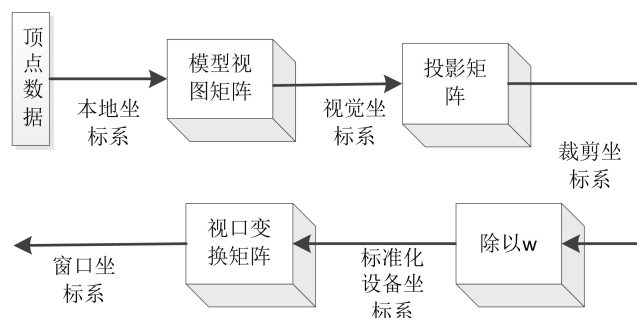 顶
点
数
据
本地坐
标系
模型视
图矩阵
视觉坐
标系
投影矩
阵
裁剪坐
标系
除以w
标准化
设备坐
标系
视口变
换矩阵
窗口坐
标系